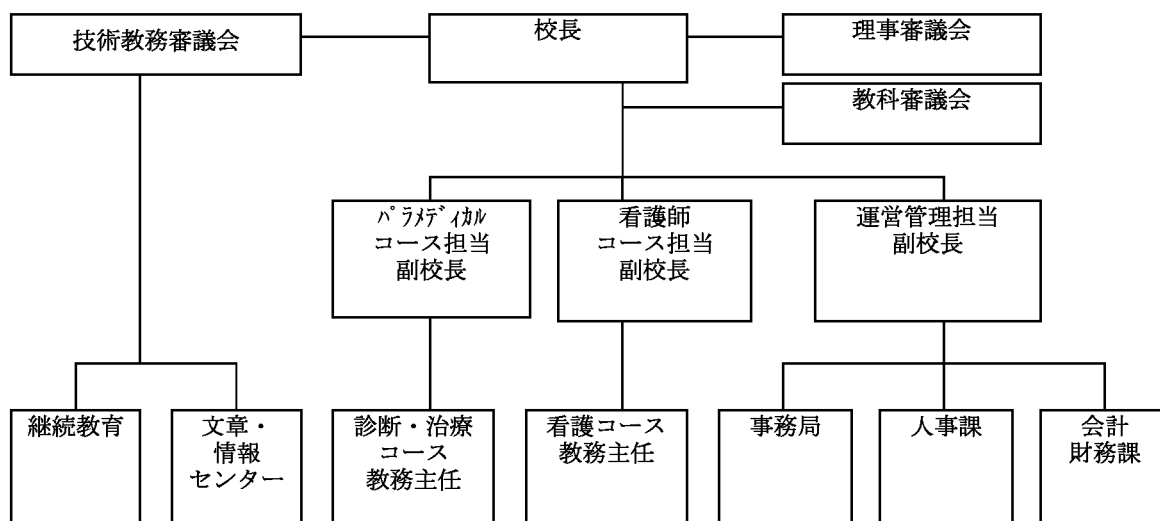 技術教務審議会
校長
理事審議会
教科審議会
ﾊﾟﾗﾒﾃﾞｨｶﾙ
コース担当
副校長
看護師
コース担当
副校長
運営管理担当
副校長
継続教育
文章・
情報
センター
診断・治療
コース
教務主任
看護コース
教務主任
事務局
人事課
会計
財務課